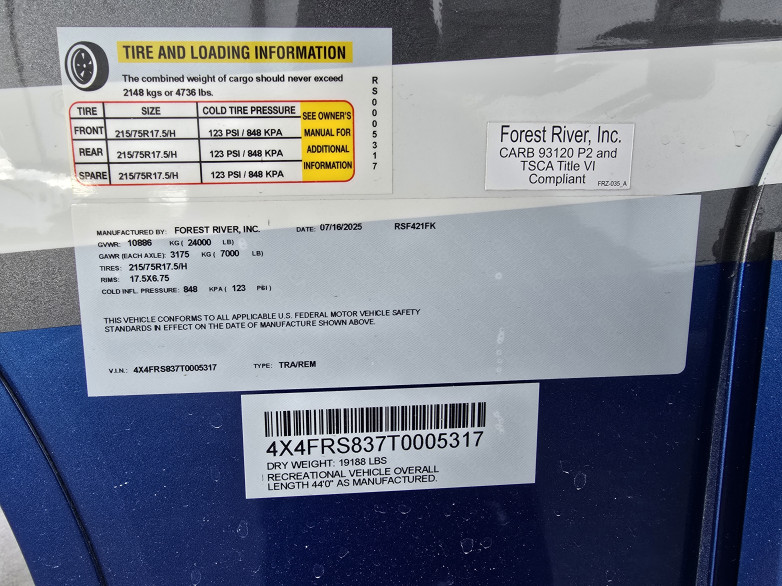 TIRE AND LOADING INFORMATION
The combined weight of cargo should never exceed
2148 kgs or 4736 lbs.
TIRE SIZE COLD TIRE PRESSURE
FRONT 215/75R17.5/H 123 PSI / 848 KPA
REAR 215/75R17.5/H 123 PSI / 848 KPA
SPARE 215/75R17.5/H 123 PSI / 848 KPA
SEE OWNER'S
MANUAL FOR
ADDITIONAL
INFORMATION
RS0005317
Forest River, Inc.
CARB 93120 P2 and
TSCA Title VI
Compliant
FRZ-035_A
MANUFACTURED BY: FOREST RIVER, INC. DATE: 07/16/2025 RSF421FK
GVWR: 10886 KG ( 24000 LB)
GAWR (EACH AXLE): 3175 KG ( 7000 LB)
TIRES: 215/75R17.5/H
RIMS: 17.5X6.75
COLD INFL. PRESSURE: 848 KPA ( 123 PSI )
THIS VEHICLE CONFORMS TO ALL APPLICABLE U.S. FEDERAL MOTOR VEHICLE SAFETY
STANDARDS IN EFFECT ON THE DATE OF MANUFACTURE SHOWN ABOVE.
V.I.N.: 4X4FRS837T0005317 TYPE: TRA/REM
4X4FRS837T0005317
DRY WEIGHT: 19188 LBS
RECREATIONAL VEHICLE OVERALL
LENGTH 44'0" AS MANUFACTURED.